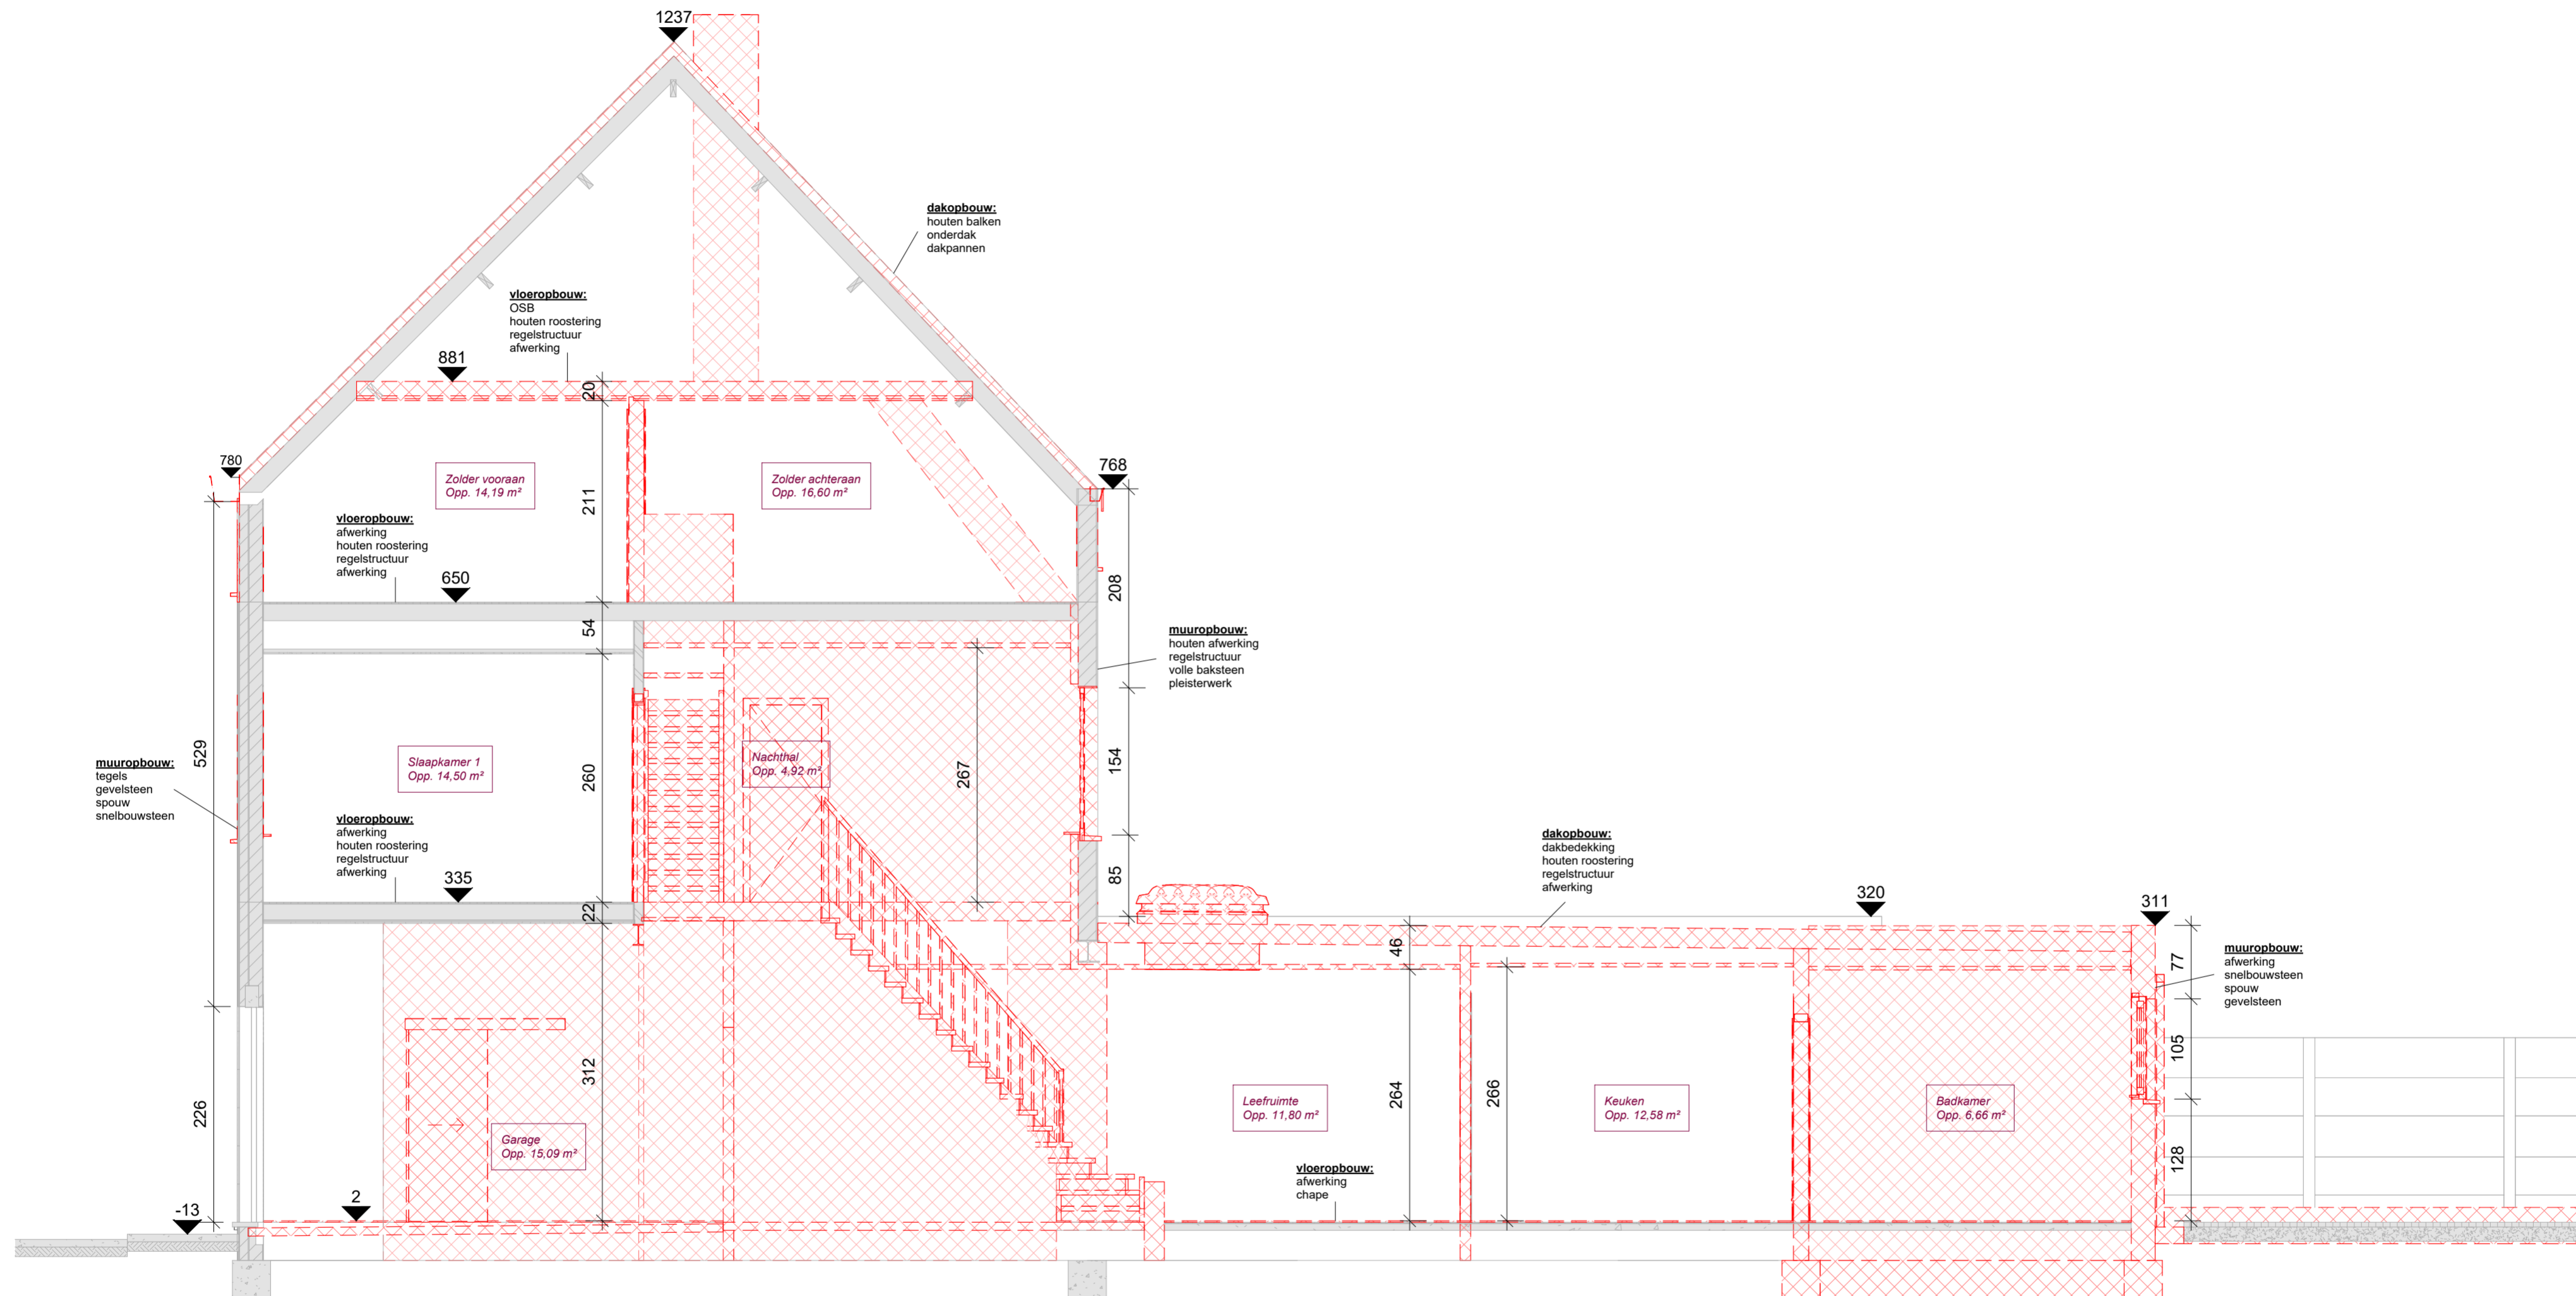 1237
dakopbouw:
houten balken
onderdak
dakpannen
vloeropbouw:
OSB
houten roostering
regelstructuur
afwerking
881
20
780
768
Zolder vooraan
Opp. 14,19 m²
Zolder achteraan
Opp. 16,60 m²
211
vloeropbouw:
afwerking
houten roostering
regelstructuur
afwerking
650
208
54
muuropbouw:
houten afwerking
regelstructuur
volle baksteen
pleisterwerk
529
muuropbouw:
tegels
gevelsteen
spouw
snelbouwsteen
Slaapkamer 1
Opp. 14,50 m²
260
Nachthal
Opp. 4,92 m²
267
154
vloeropbouw:
afwerking
houten roostering
regelstructuur
afwerking
335
22
85
dakopbouw:
dakbedekking
houten roostering
regelstructuur
afwerking
320
311
46
77
muuropbouw:
afwerking
snelbouwsteen
spouw
gevelsteen
226
312
264
266
105
Leefruimte
Opp. 11,80 m²
Keuken
Opp. 12,58 m²
Badkamer
Opp. 6,66 m²
Garage
Opp. 15,09 m²
128
vloeropbouw:
afwerking
chape
-13
2